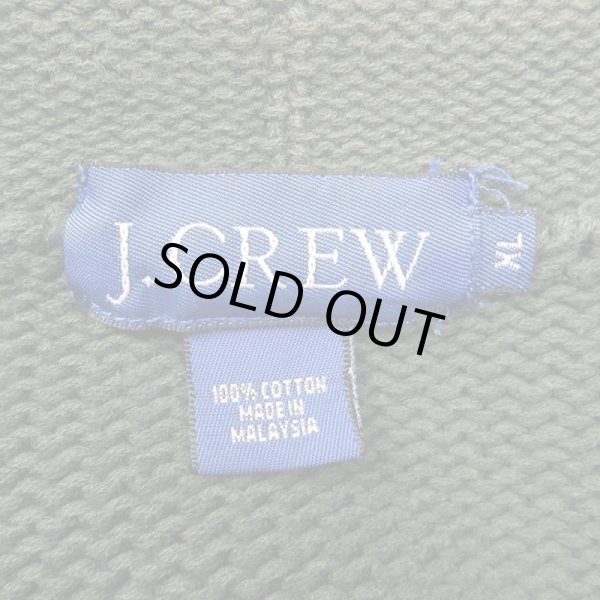 J.CREW
XL
SOLD OUT
100% COTTON
MADE IN
MALAYSIA